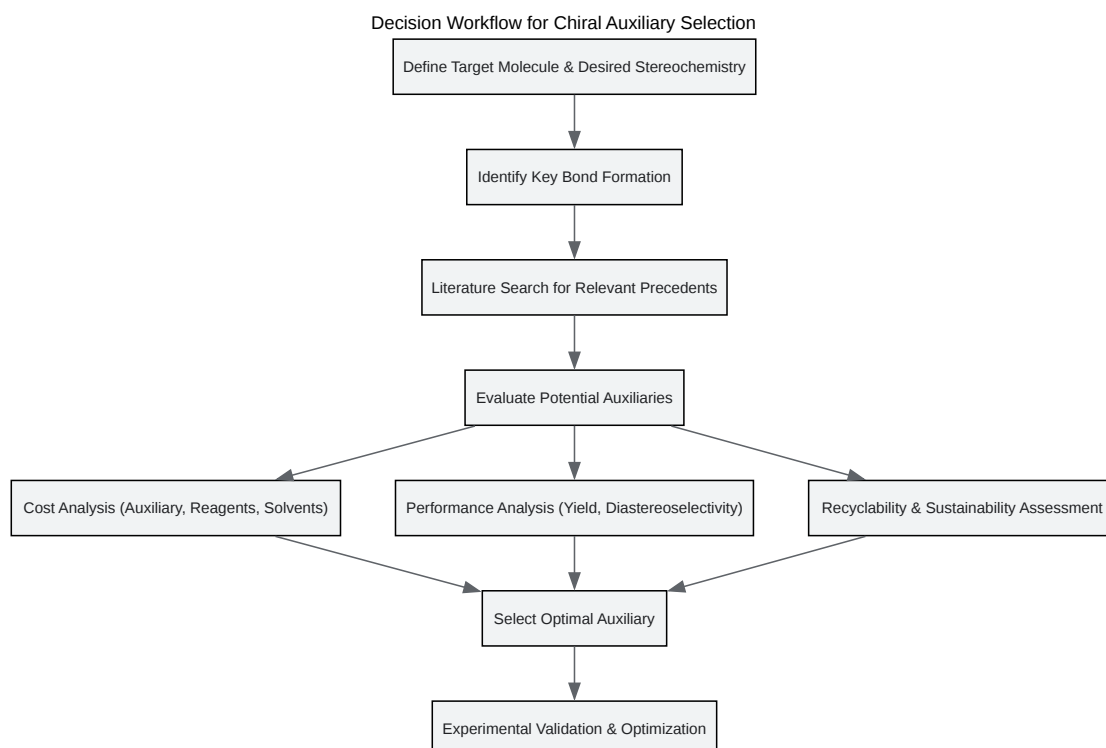 Decision Workflow for Chiral Auxiliary Selection
Define Target Molecule & Desired Stereochemistry
Identify Key Bond Formation
Literature Search for Relevant Precedents
Evaluate Potential Auxiliaries
Cost Analysis (Auxiliary, Reagents, Solvents)
Performance Analysis (Yield, Diastereoselectivity)
Recyclability & Sustainability Assessment
Select Optimal Auxiliary
Experimental Validation & Optimization